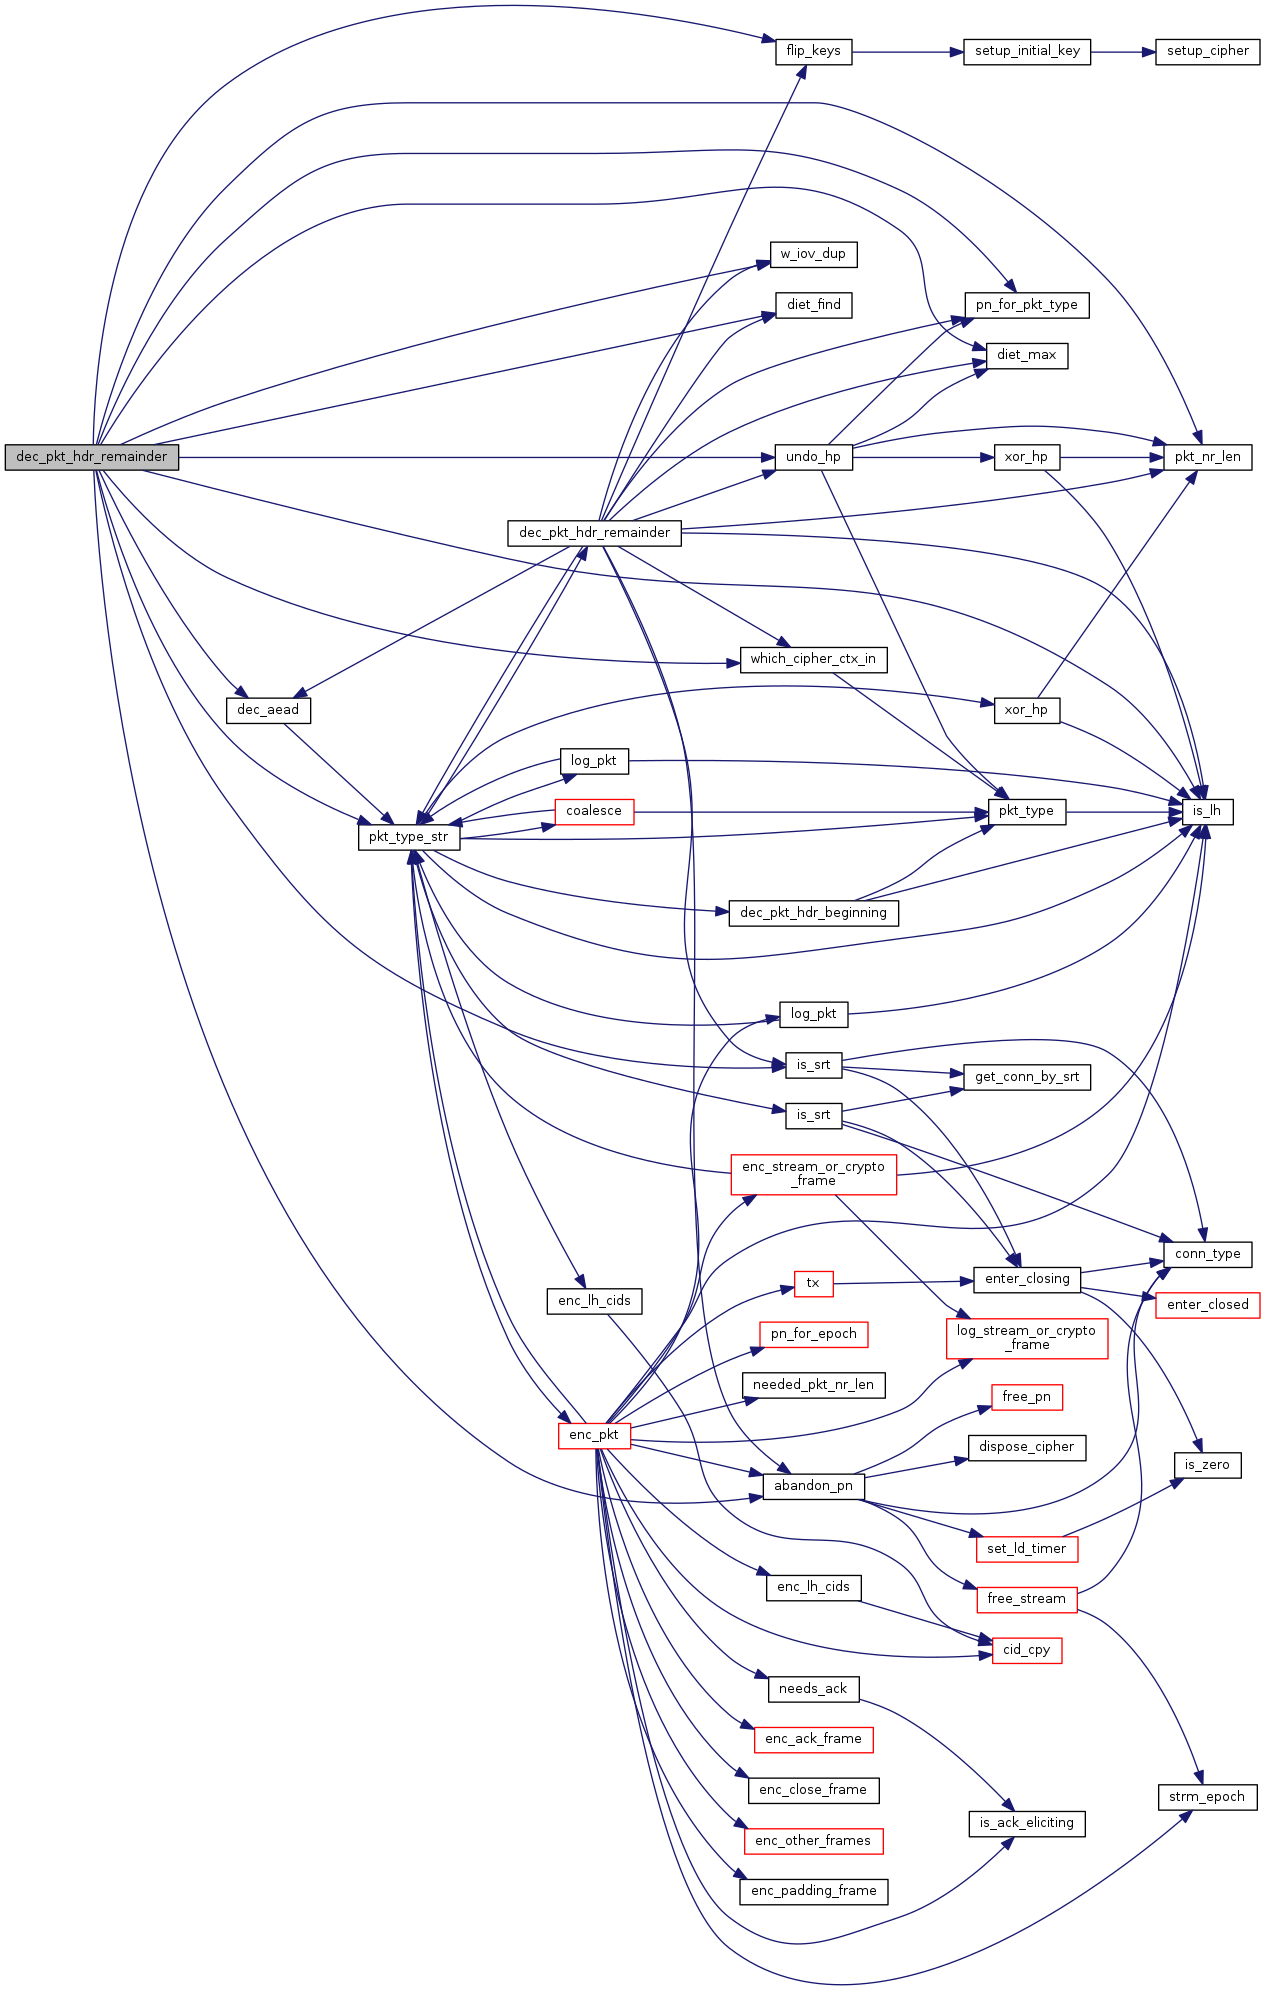 flip_keys
setup_initial_key
setup_cipher
w_iov_dup
diet_find
pn_for_pkt_type
diet_max
dec_pkt_hdr_remainder
undo_hp
xor_hp
pkt_nr_len
dec_pkt_hdr_remainder
which_cipher_ctx_in
dec_aead
xor_hp
log_pkt
coalesce
pkt_type
is_lh
pkt_type_str
dec_pkt_hdr_beginning
log_pkt
is_srt
get_conn_by_srt
is_srt
enc_stream_or_crypto
_frame
conn_type
enter_closing
tx
enc_lh_cids
enter_closed
pn_for_epoch
log_stream_or_crypto
_frame
needed_pkt_nr_len
free_pn
enc_pkt
dispose_cipher
is_zero
abandon_pn
set_ld_timer
enc_lh_cids
free_stream
cid_cpy
needs_ack
enc_ack_frame
enc_close_frame
strm_epoch
is_ack_eliciting
enc_other_frames
enc_padding_frame